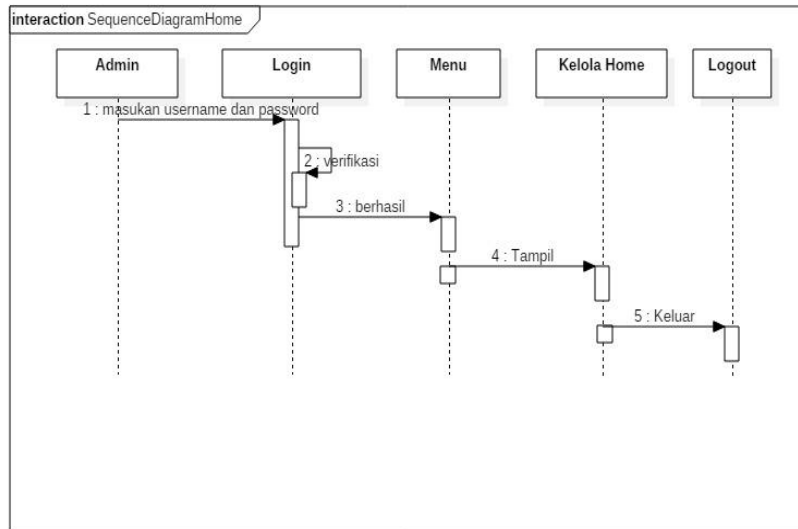 interaction SequenceDiagramHome
Admin
Login
Menu
Kelola Home
Logout
1 : masukan username dan password
2 : verifikasi
3 : berhasil
4 : Tampil
5 : Keluar